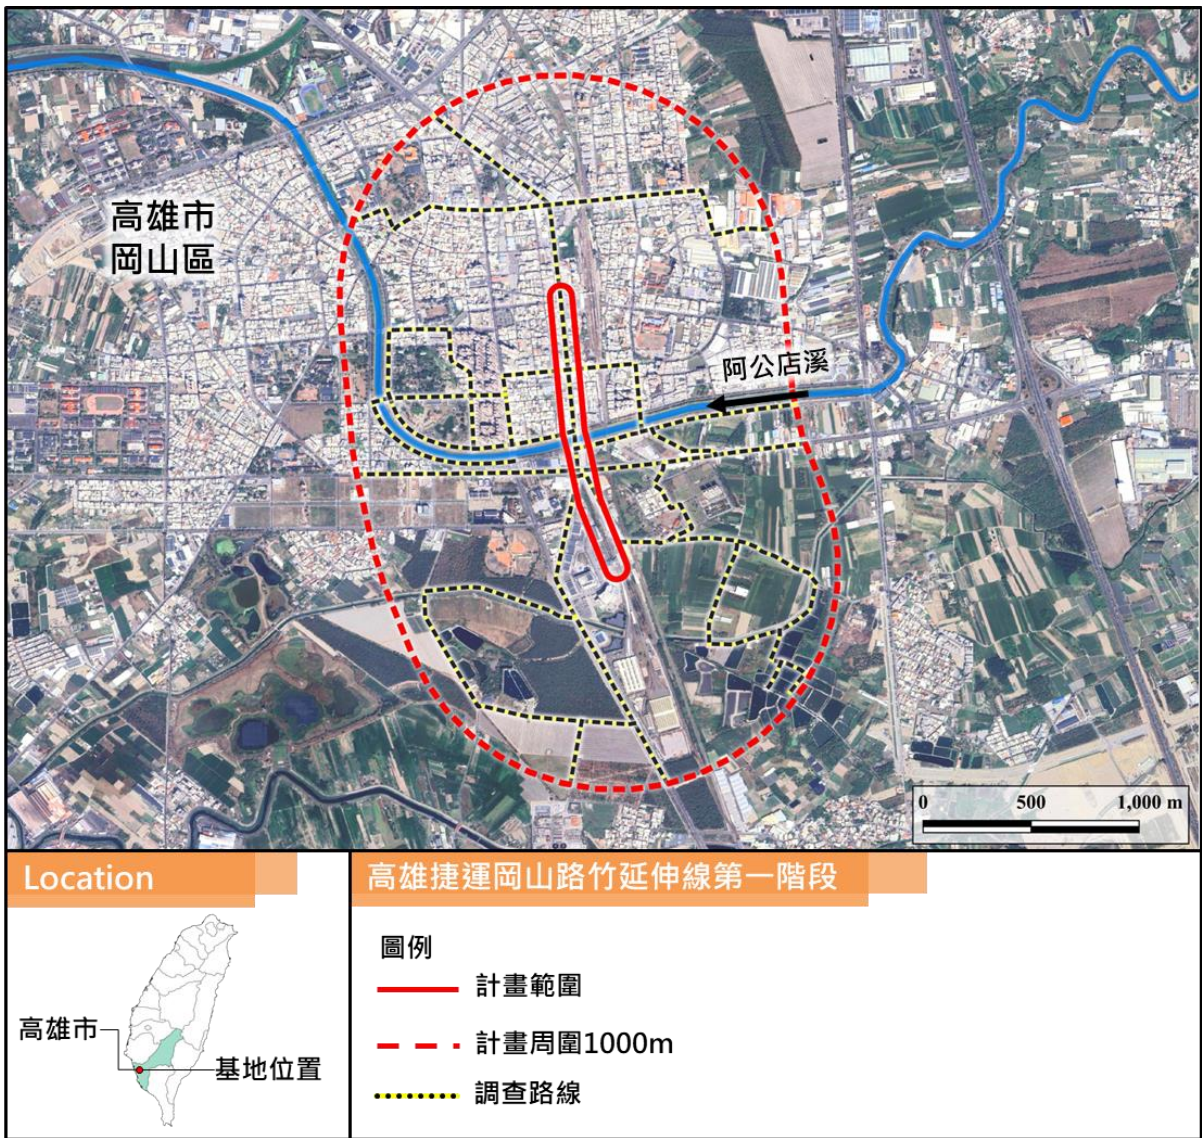 高雄市
岡山區
阿公店溪
0 500 1,000 m
Location
高雄捷運岡山路竹延伸線第一階段
圖例
計畫範圍
計畫周圍1000m
調查路線
高雄市
基地位置